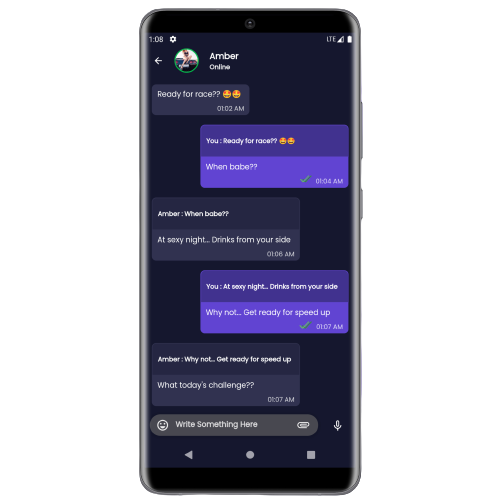 1:08
LTE
Amber
Online
Ready for race?? 🤩🤩
01:02 AM
You : Ready for race?? 🤩🤩
When babe??
01:04 AM
Amber : When babe??
At sexy night... Drinks from your side
01:06 AM
You : At sexy night... Drinks from your side
Why not... Get ready for speed up
01:07 AM
Amber : Why not... Get ready for speed up
What today's challenge??
01:07 AM
Write Something Here